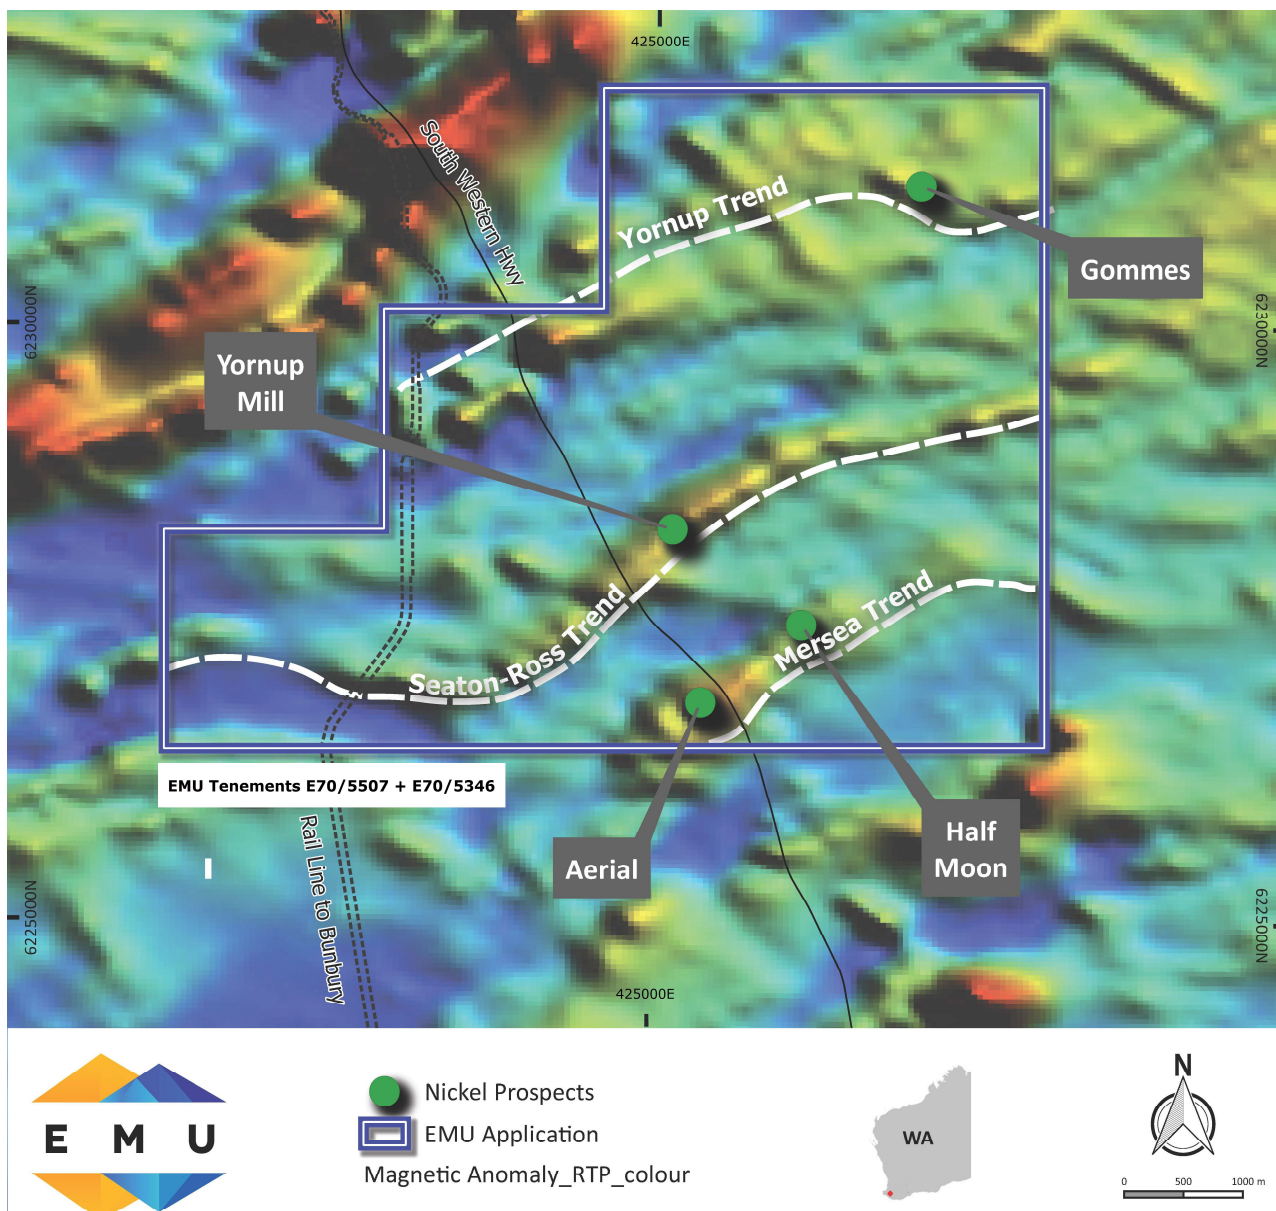 425000E
South Western Hwy
Yornup Trend
Gommes
6230000N
6230000N
Yornup
Mill
Seaton-Ross Trend
Mersea Trend
EMU Tenements E70/5507 + E70/5346
Rail Line to Bunbury
Aerial
Half
Moon
6225000N
6225000N
425000E
EMU
Nickel Prospects
EMU Application
Magnetic Anomaly_RTP_colour
WA
N
0 500 1000 m